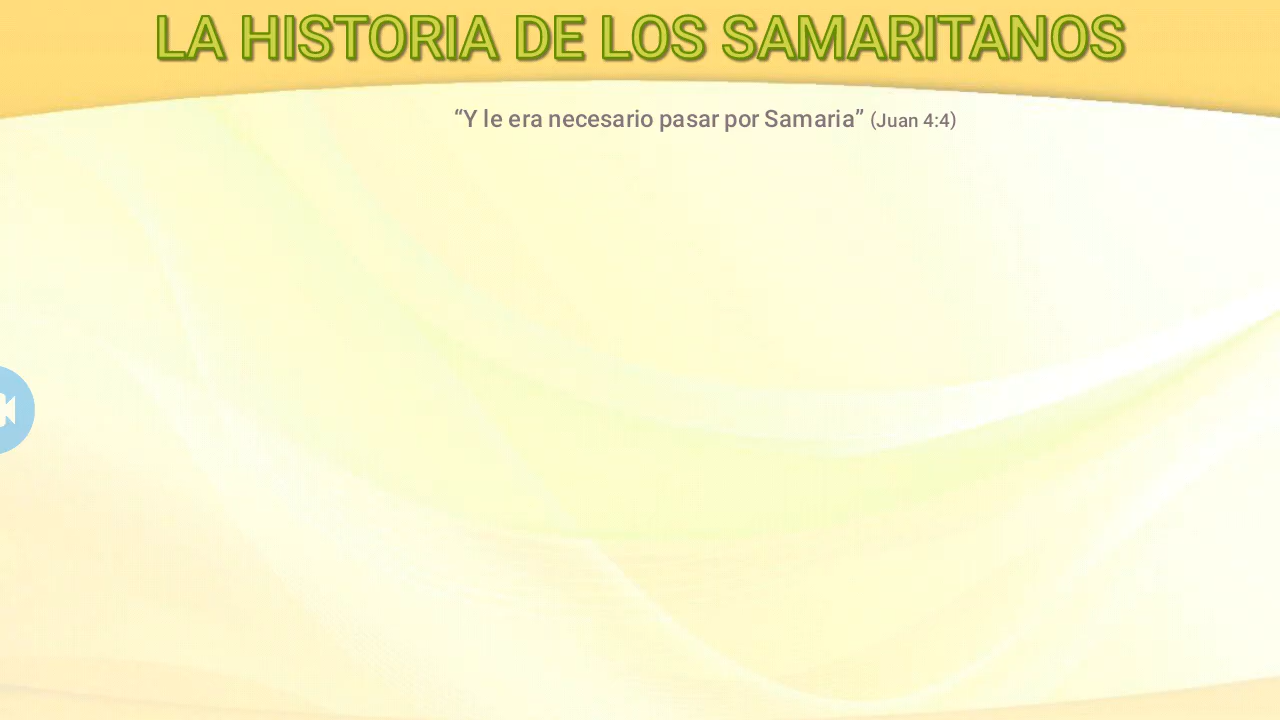 LA HISTORIA DE LOS SAMARITANOS
“Y le era necesario pasar por Samaria” (Juan 4:4)